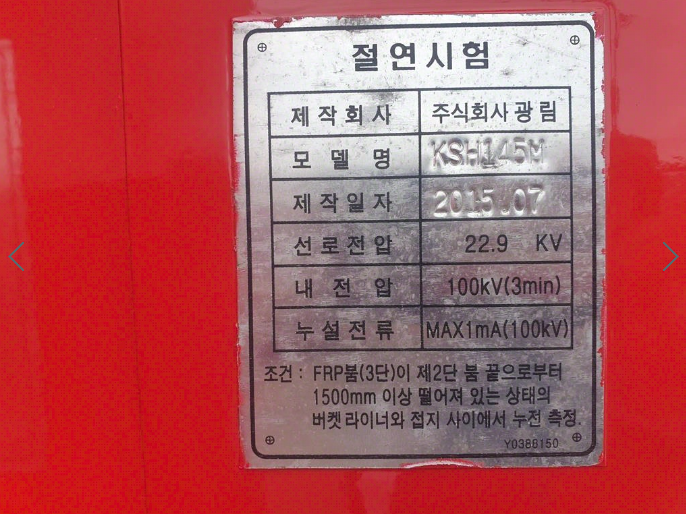 절연시험
제작회사 주식회사 광림
모델명 KSH145M
제작일자 2015.07
선로전압 22.9 KV
내전압 100kV(3min)
누설전류 MAX1mA(100kV)
조건 : FRP붐(3단)이 제2단 붐 끝으로부터
1500mm 이상 떨어져 있는 상태의
버켓 라이너와 접지 사이에서 누전 측정.
Y0386150